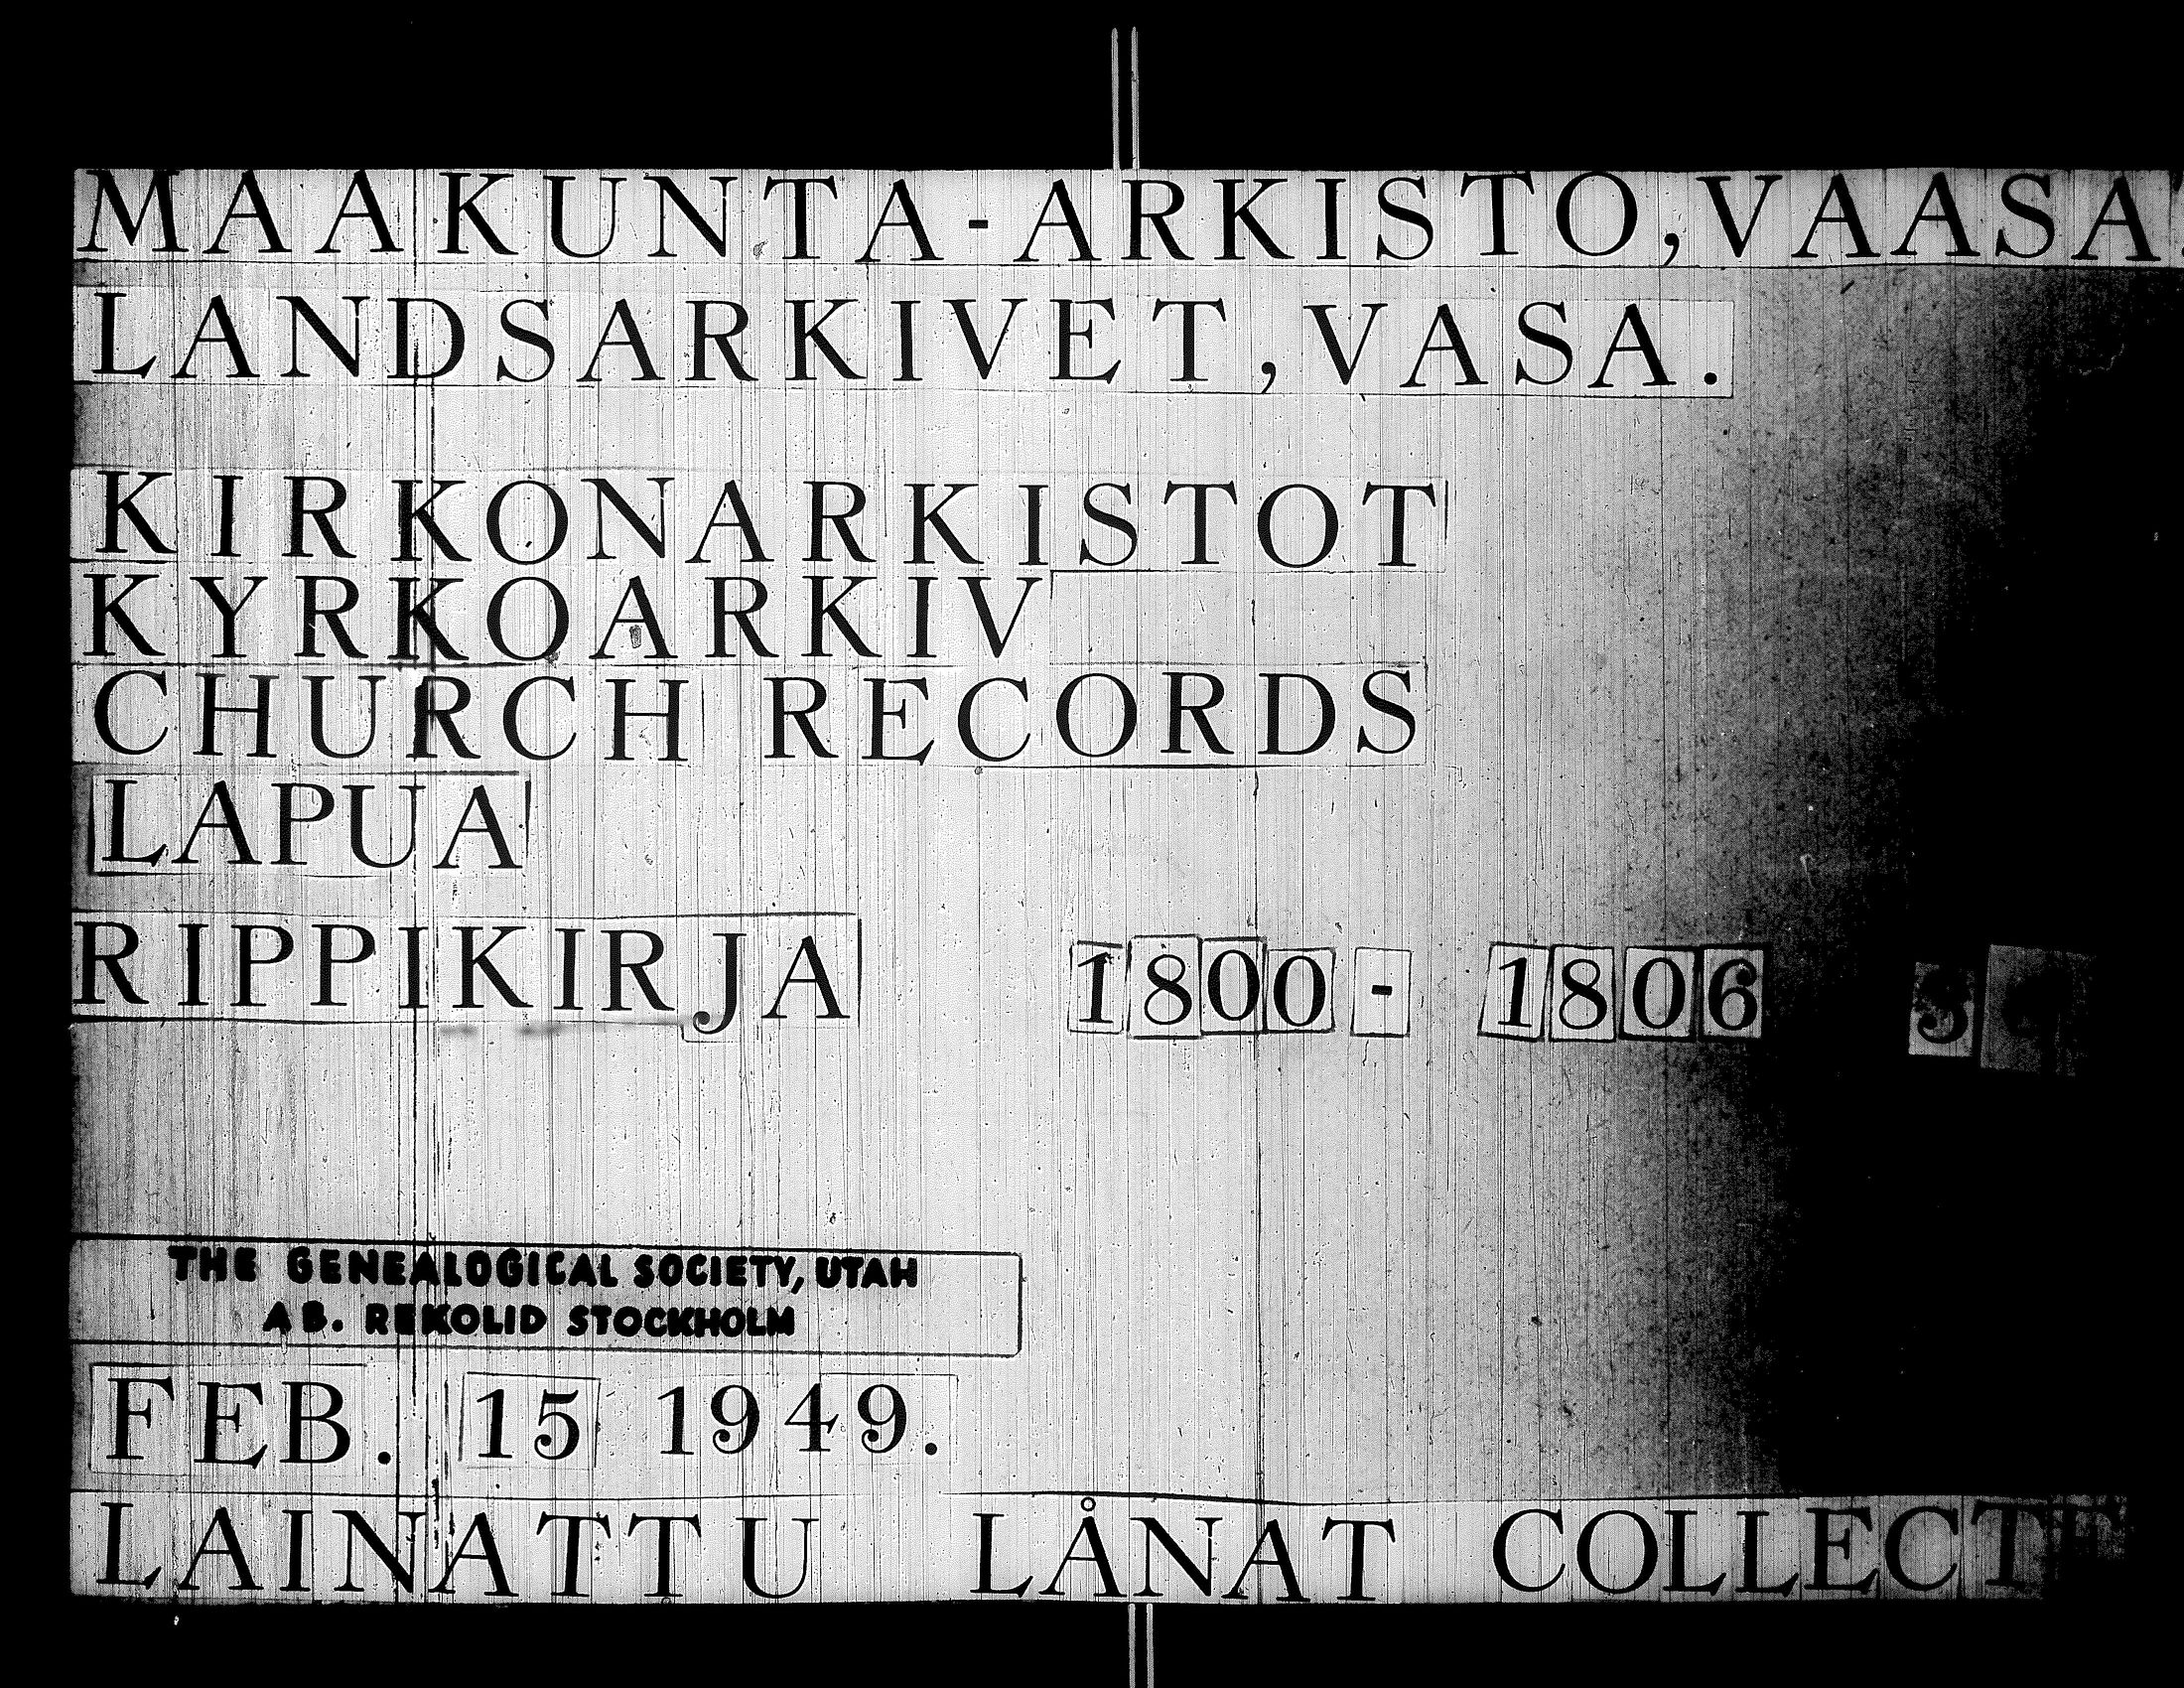 MAAKUNTA-ARKISTO, VAASA.
LANDSARKIVET, VASA.
KIRKONARKISTOT
KYRKOARKIV
CHURCH RECORDS
LAPUA
RIPPIKIRJA 1800 - 1806
THE GENEALOGICAL SOCIETY, UTAH
AB. REKOLID STOCKHOLM
FEB. 15 1949.
LAINATTU LÅNAT